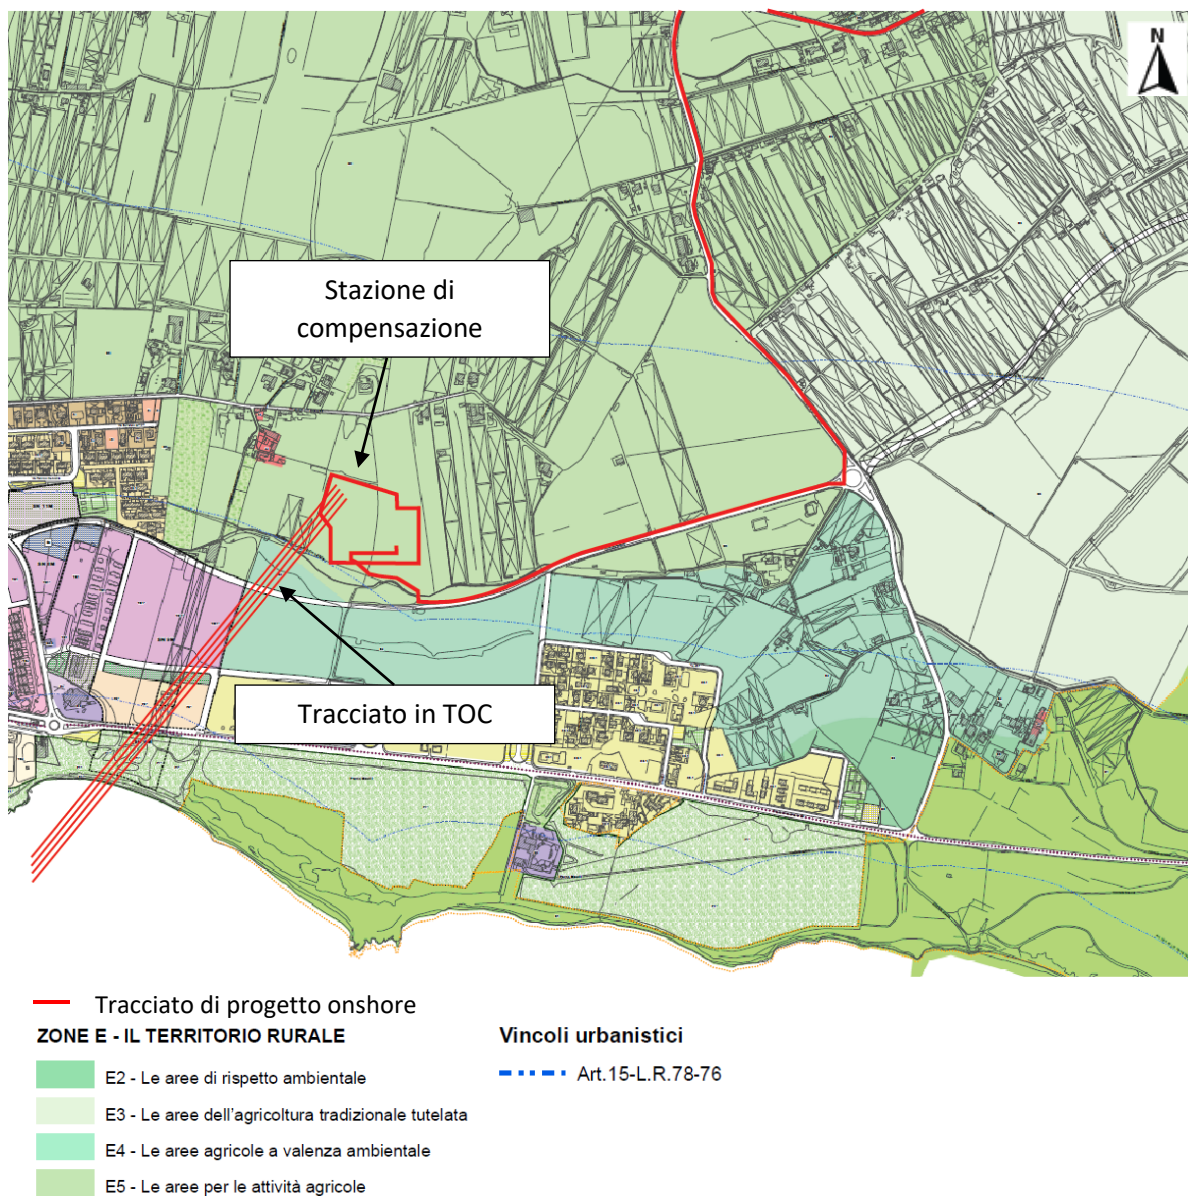 N
Stazione di
compensazione
Tracciato in TOC
Tracciato di progetto onshore
ZONE E - IL TERRITORIO RURALE
E2 - Le aree di rispetto ambientale
E3 - Le aree dell'agricoltura tradizionale tutelata
E4 - Le aree agricole a valenza ambientale
E5 - Le aree per le attività agricole
Vincoli urbanistici
Art.15-L.R.78-76